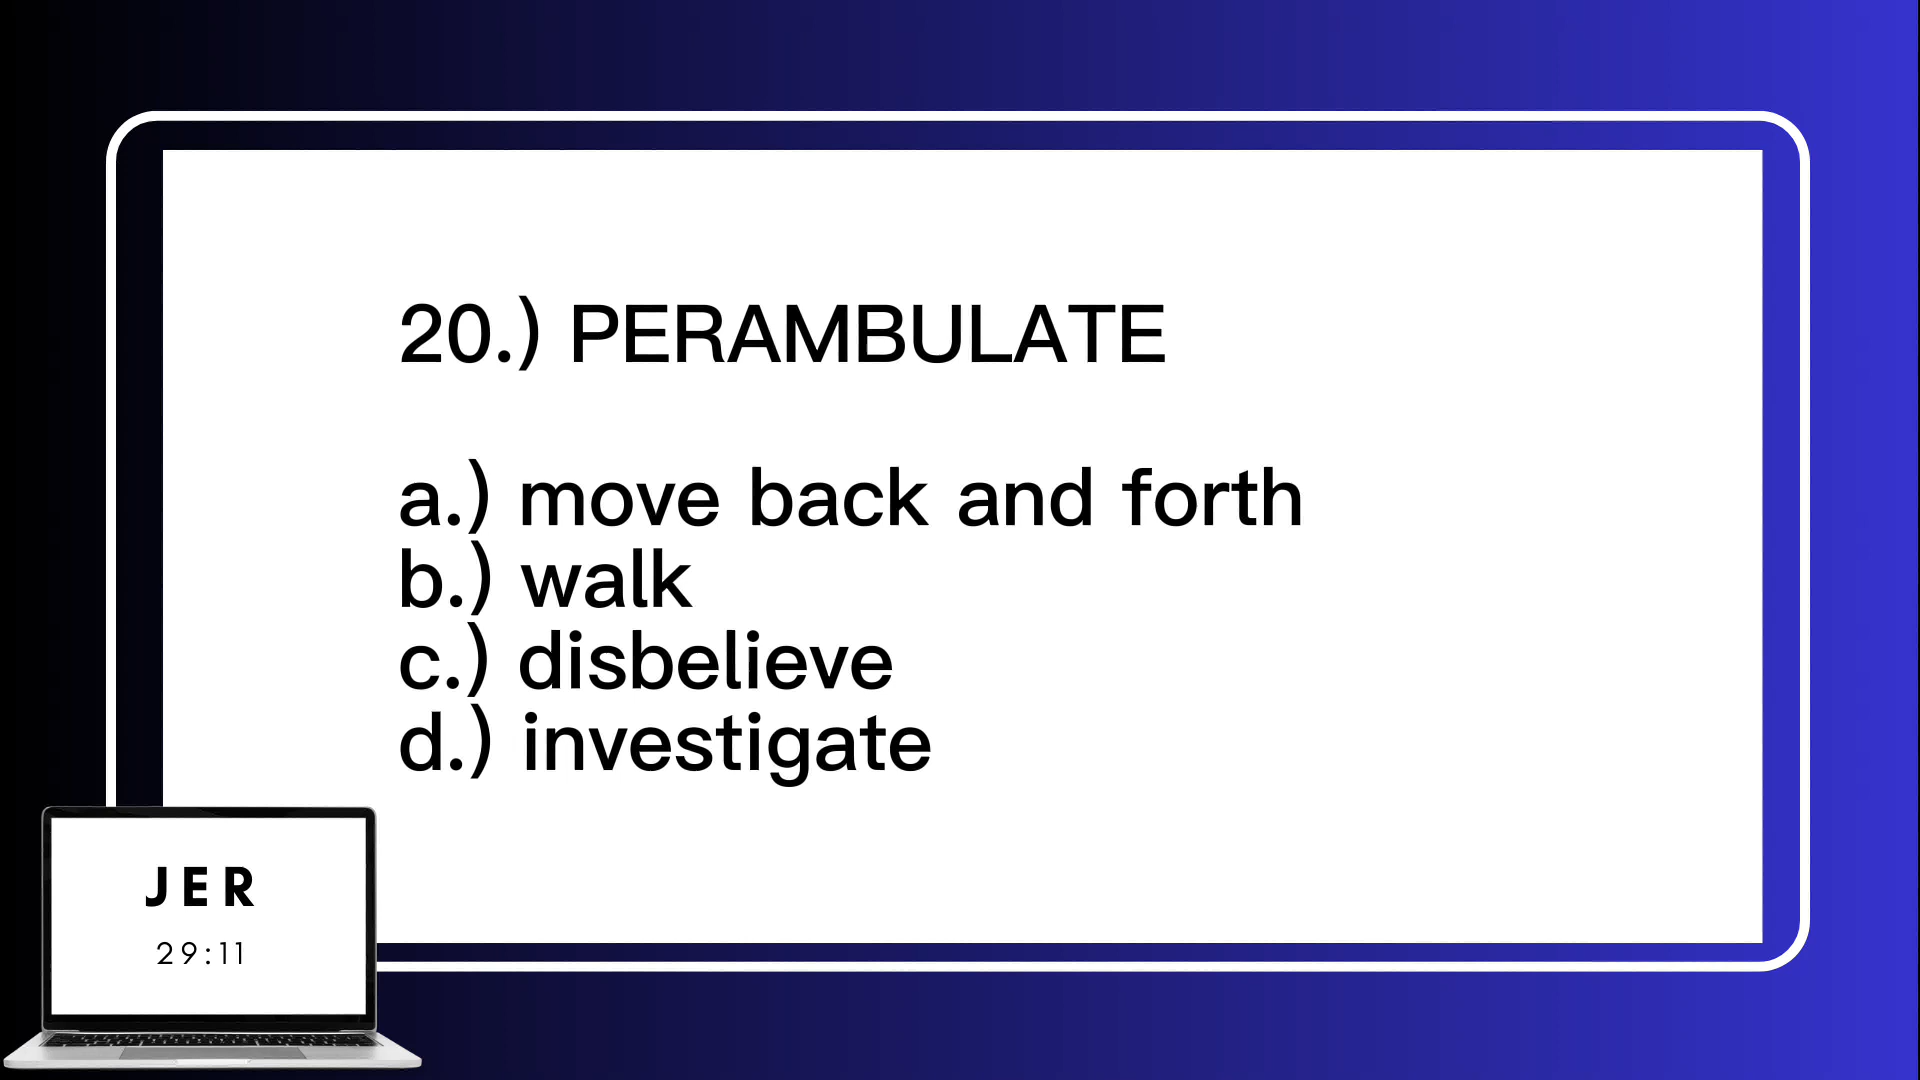 20.) PERAMBULATE
a.) move back and forth
b.) walk
c.) disbelieve
d.) investigate
JER
29:11